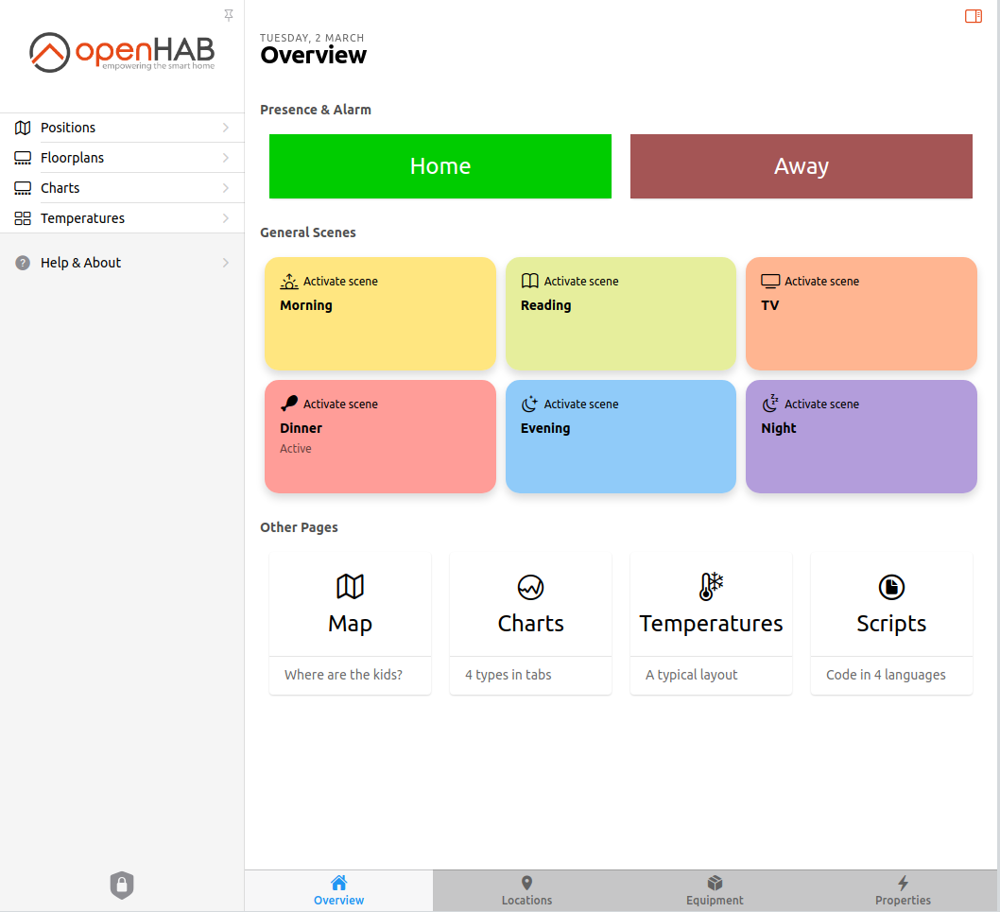 openHAB
empowering the smart home
Positions
Floorplans
Charts
Temperatures
? Help & About
TUESDAY, 2 MARCH
Overview
Presence & Alarm
Home
Away
General Scenes
Activate scene
Morning
Activate scene
Reading
Activate scene
TV
Activate scene
Dinner
Active
Activate scene
Evening
Activate scene
Night
Other Pages
Map
Where are the kids?
Charts
4 types in tabs
Temperatures
A typical layout
Scripts
Code in 4 languages
Overview
Locations
Equipment
Properties